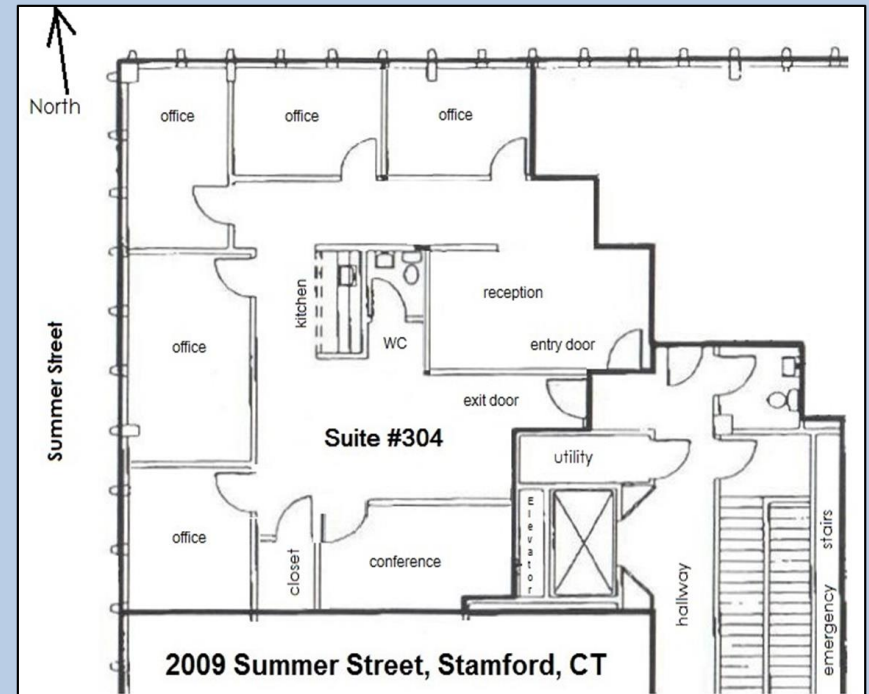 North
office
office
office
kitchen
reception
WC
entry door
office
Summer Street
exit door
Suite #304
utility
Elevator
office
closet
conference
hallway
stairs
emergency
2009 Summer Street, Stamford, CT